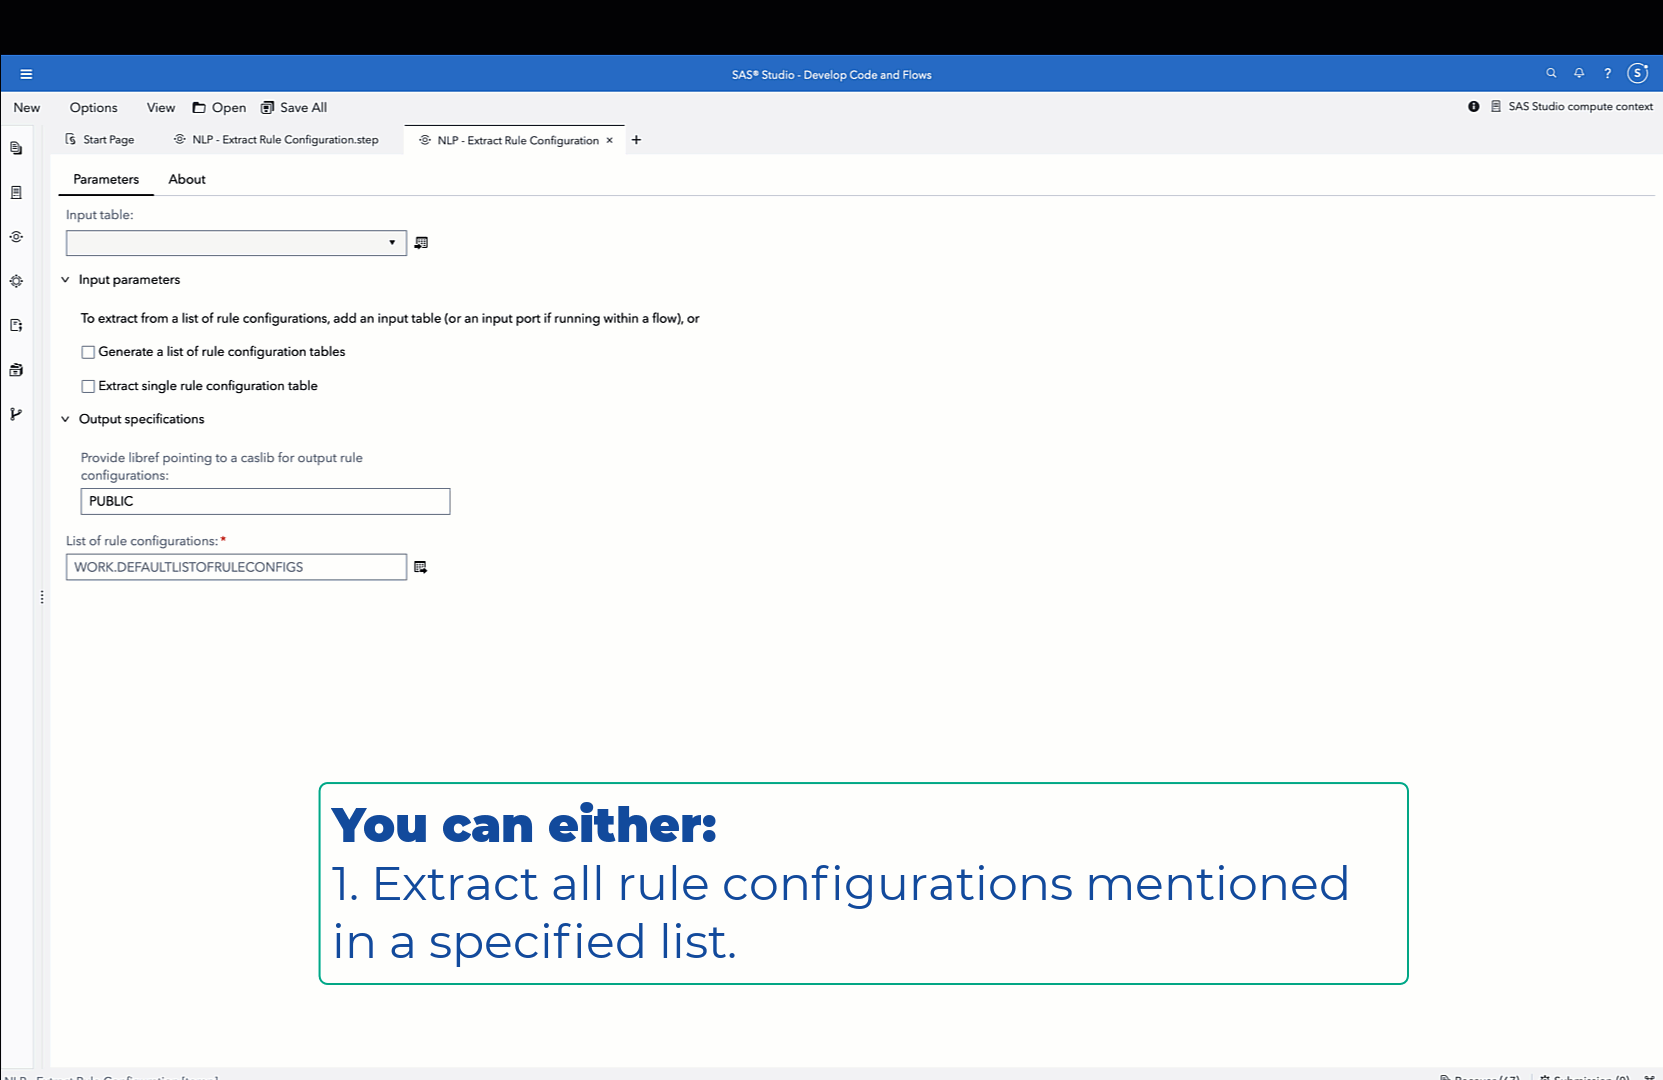 SAS® Studio - Develop Code and Flows
?
S
New Options View Open Save All
SAS Studio compute context
Start Page
NLP - Extract Rule Configuration.step
NLP - Extract Rule Configuration ×
+
Parameters About
Input table:
Input parameters
To extract from a list of rule configurations, add an input table (or an input port if running within a flow), or
Generate a list of rule configuration tables
Extract single rule configuration table
Output specifications
Provide libref pointing to a caslib for output rule
configurations:
PUBLIC
List of rule configurations:*
WORK.DEFAULTLISTOFRULECONFIGS
You can either:
1. Extract all rule configurations mentioned
in a specified list.